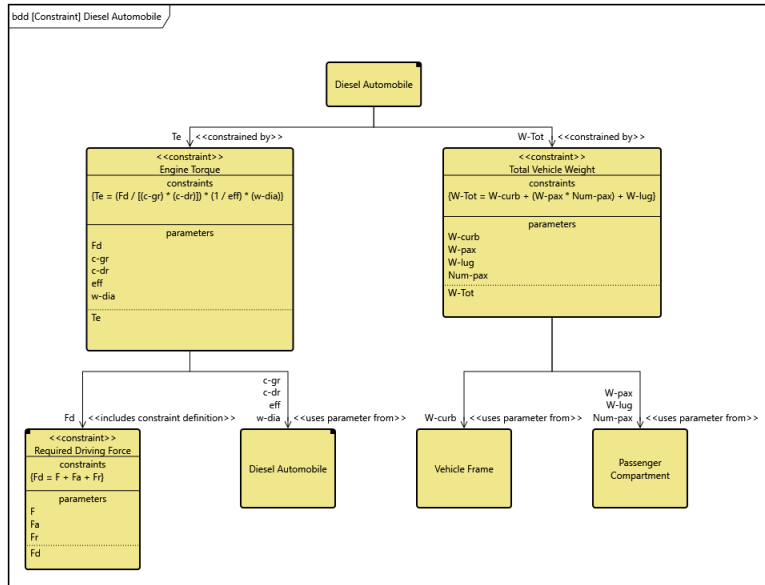 bdd [Constraint] Diesel Automobile
Diesel Automobile
Te <<constrained by>>
W-Tot <<constrained by>>
<<constraint>>
Engine Torque
constraints
{Te = (Fd / [(c-gr) * (c-dr)]) * (1 / eff) * (w-dia)}
parameters
Fd
c-gr
c-dr
eff
w-dia
Te
<<constraint>>
Total Vehicle Weight
constraints
{W-Tot = W-curb + (W-pax * Num-pax) + W-lug}
parameters
W-curb
W-pax
W-lug
Num-pax
W-Tot
Fd <<includes constraint definition>>
c-gr
c-dr
eff
w-dia <<uses parameter from>>
W-curb <<uses parameter from>>
W-pax
W-lug
Num-pax <<uses parameter from>>
<<constraint>>
Required Driving Force
constraints
{Fd = F + Fa + Fr}
parameters
F
Fa
Fr
Fd
Diesel Automobile
Vehicle Frame
Passenger
Compartment